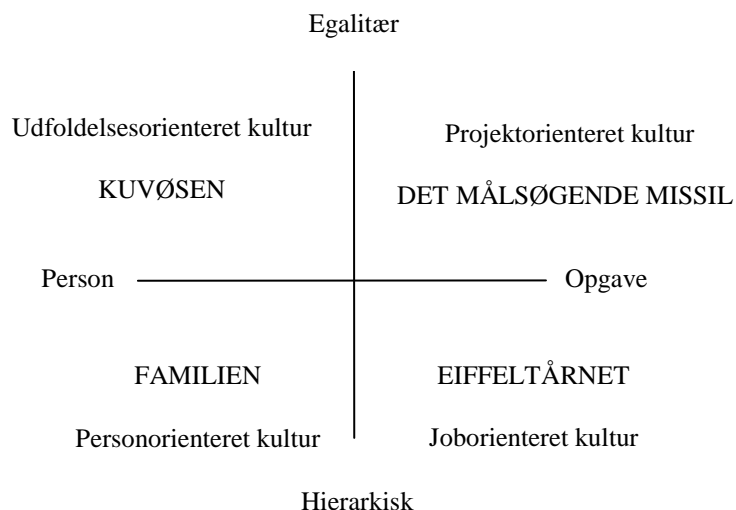 Egalitær
Udfoldelsesorienteret kultur
Projektorienteret kultur
KUVØSEN
DET MÅLSØGENDE MISSIL
Person
Opgave
FAMILIEN
EIFFELTÅRNET
Personorienteret kultur
Joborienteret kultur
Hierarkisk